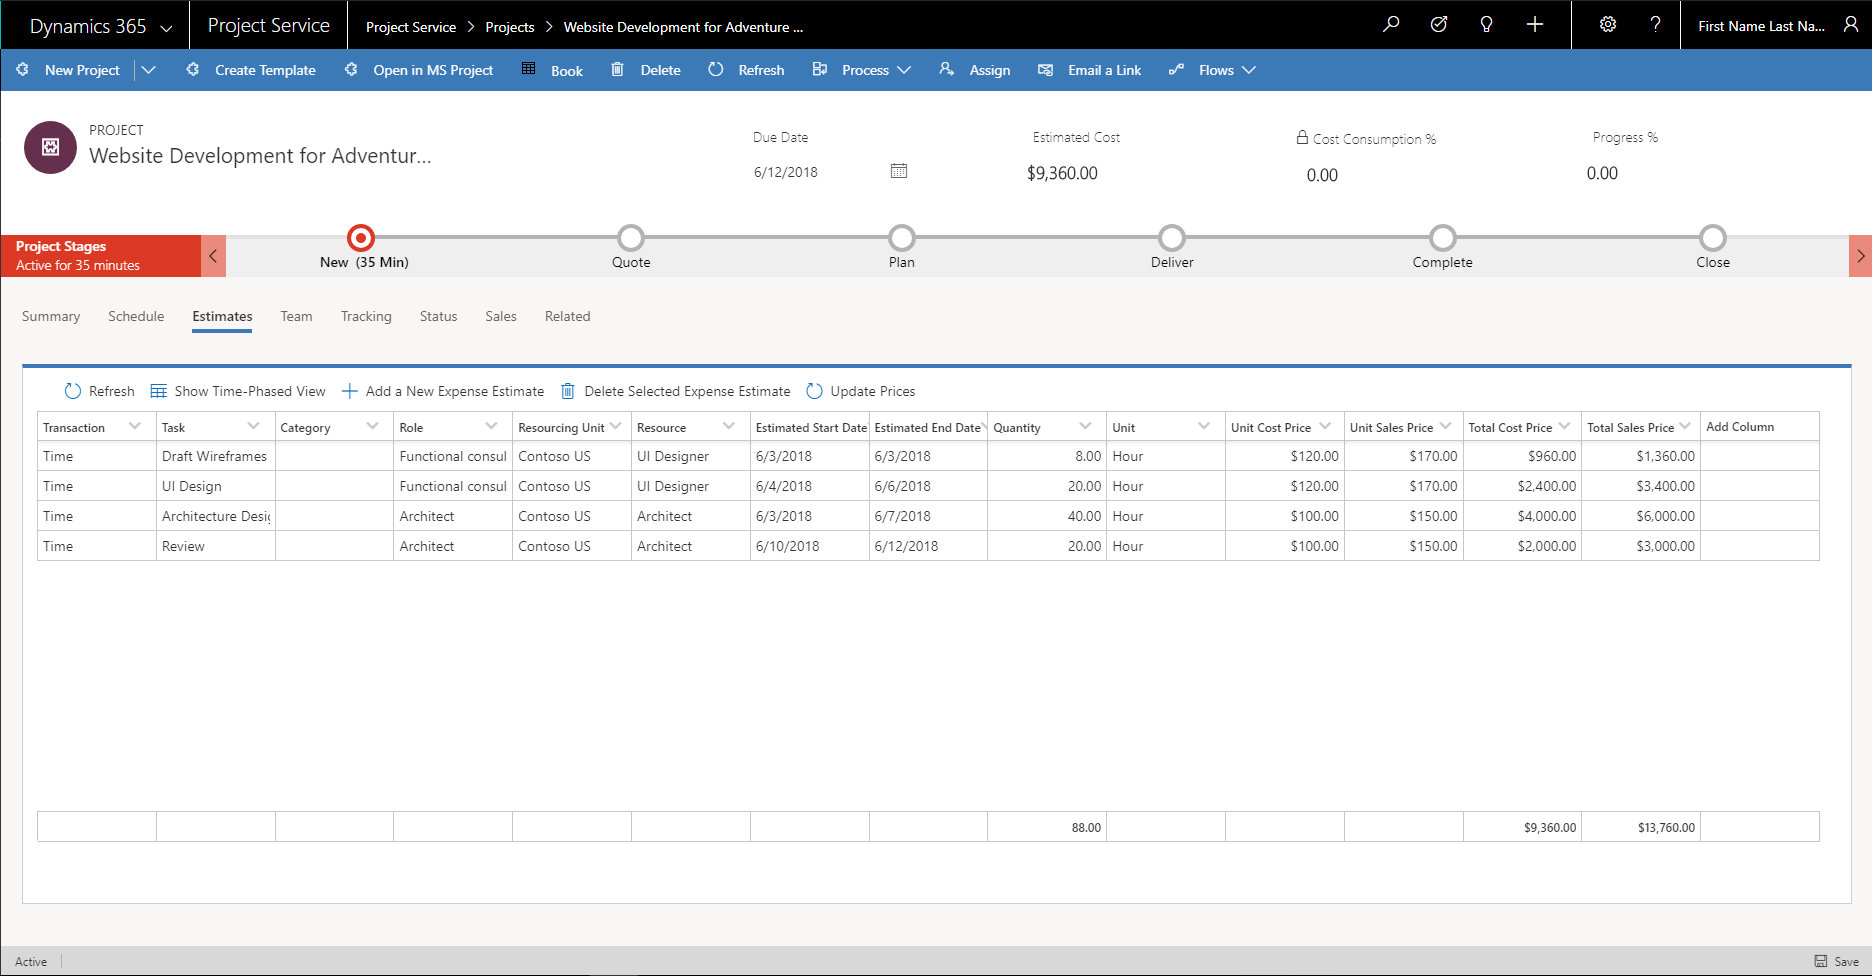 Dynamics 365 Project Service Project Service > Projects > Website Development for Adventure ... First Name Last Na...
New Project Create Template Open in MS Project Book Delete Refresh Process Assign Email a Link Flows
PROJECT
Website Development for Adventur...
Due Date Estimated Cost Cost Consumption % Progress %
6/12/2018 $9,360.00 0.00 0.00
Project Stages
Active for 35 minutes
New (35 Min) Quote Plan Deliver Complete Close
Summary Schedule Estimates Team Tracking Status Sales Related
Refresh Show Time-Phased View Add a New Expense Estimate Delete Selected Expense Estimate Update Prices
Transaction Task Category Role Resourcing Unit Resource Estimated Start Date Estimated End Date Quantity Unit Unit Cost Price Unit Sales Price Total Cost Price Total Sales Price Add Column
Time Draft Wireframes Functional consul Contoso US UI Designer 6/3/2018 6/3/2018 8.00 Hour $120.00 $170.00 $960.00 $1,360.00
Time UI Design Functional consul Contoso US UI Designer 6/4/2018 6/6/2018 20.00 Hour $120.00 $170.00 $2,400.00 $3,400.00
Time Architecture Desig Architect Contoso US Architect 6/3/2018 6/7/2018 40.00 Hour $100.00 $150.00 $4,000.00 $6,000.00
Time Review Architect Contoso US Architect 6/10/2018 6/12/2018 20.00 Hour $100.00 $150.00 $2,000.00 $3,000.00
88.00 $9,360.00 $13,760.00
Active Save